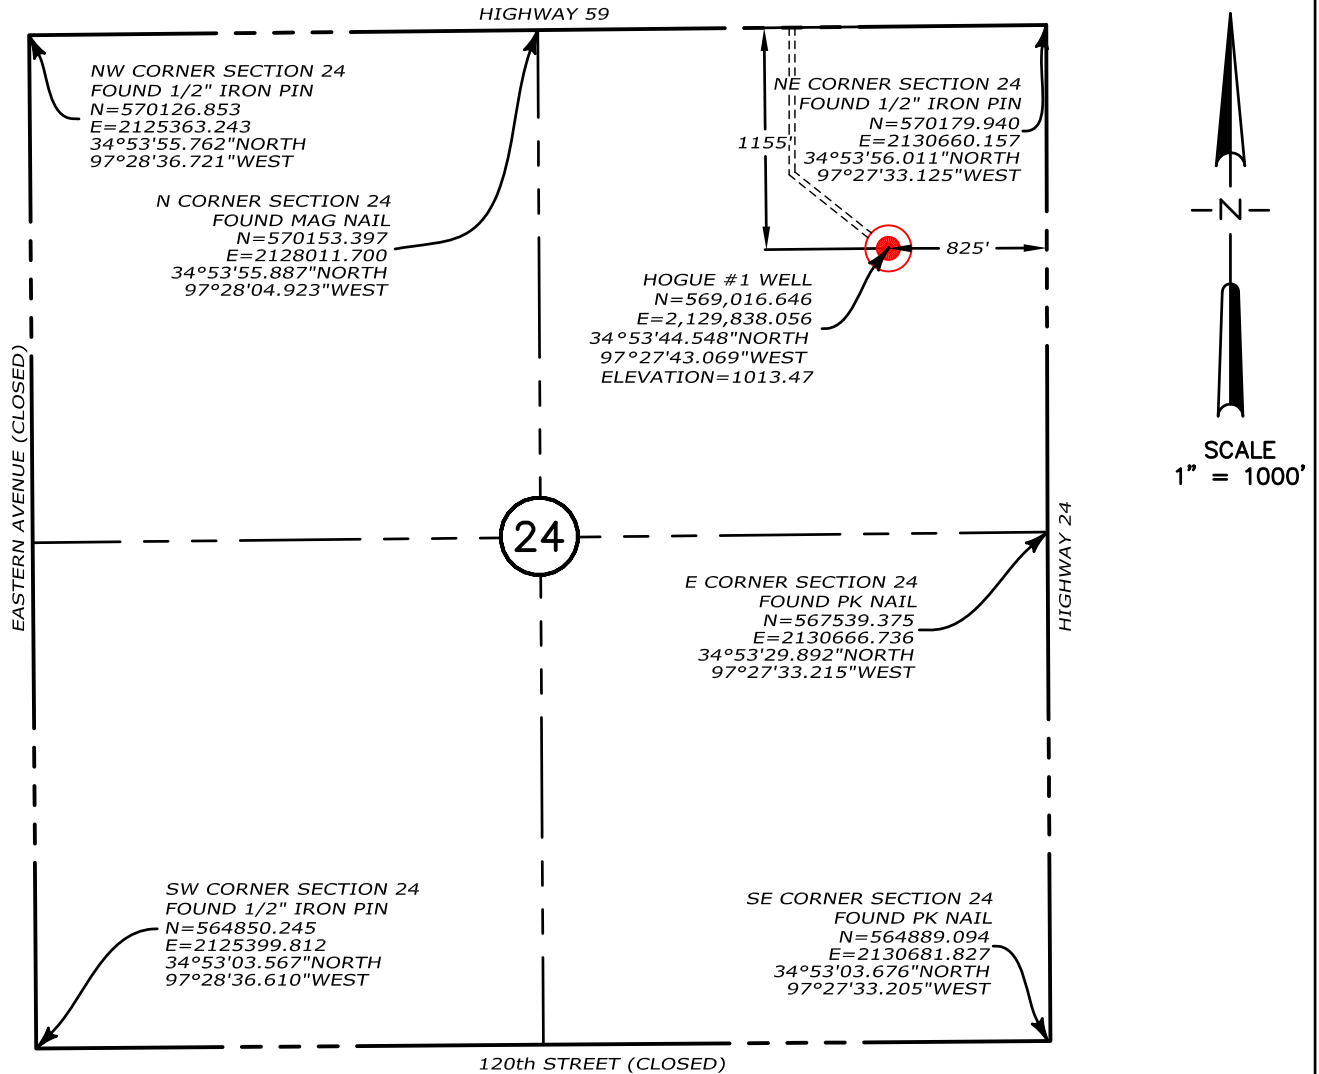 HIGHWAY 59
NW CORNER SECTION 24
FOUND 1/2" IRON PIN
N=570126.853
E=2125363.243
34°53'55.762"NORTH
97°28'36.721"WEST
N CORNER SECTION 24
FOUND MAG NAIL
N=570153.397
E=2128011.700
34°53'55.887"NORTH
97°28'04.923"WEST
1155'
NE CORNER SECTION 24
FOUND 1/2" IRON PIN
N=570179.940
E=2130660.157
34°53'56.011"NORTH
97°27'33.125"WEST
825'
HOGUE #1 WELL
N=569,016.646
E=2,129,838.056
34°53'44.548"NORTH
97°27'43.069"WEST
ELEVATION=1013.47
N
SCALE
1" = 1000'
EASTERN AVENUE (CLOSED)
24
HIGHWAY 24
E CORNER SECTION 24
FOUND PK NAIL
N=567539.375
E=2130666.736
34°53'29.892"NORTH
97°27'33.215"WEST
SW CORNER SECTION 24
FOUND 1/2" IRON PIN
N=564850.245
E=2125399.812
34°53'03.567"NORTH
97°28'36.610"WEST
SE CORNER SECTION 24
FOUND PK NAIL
N=564889.094
E=2130681.827
34°53'03.676"NORTH
97°27'33.205"WEST
120th STREET (CLOSED)